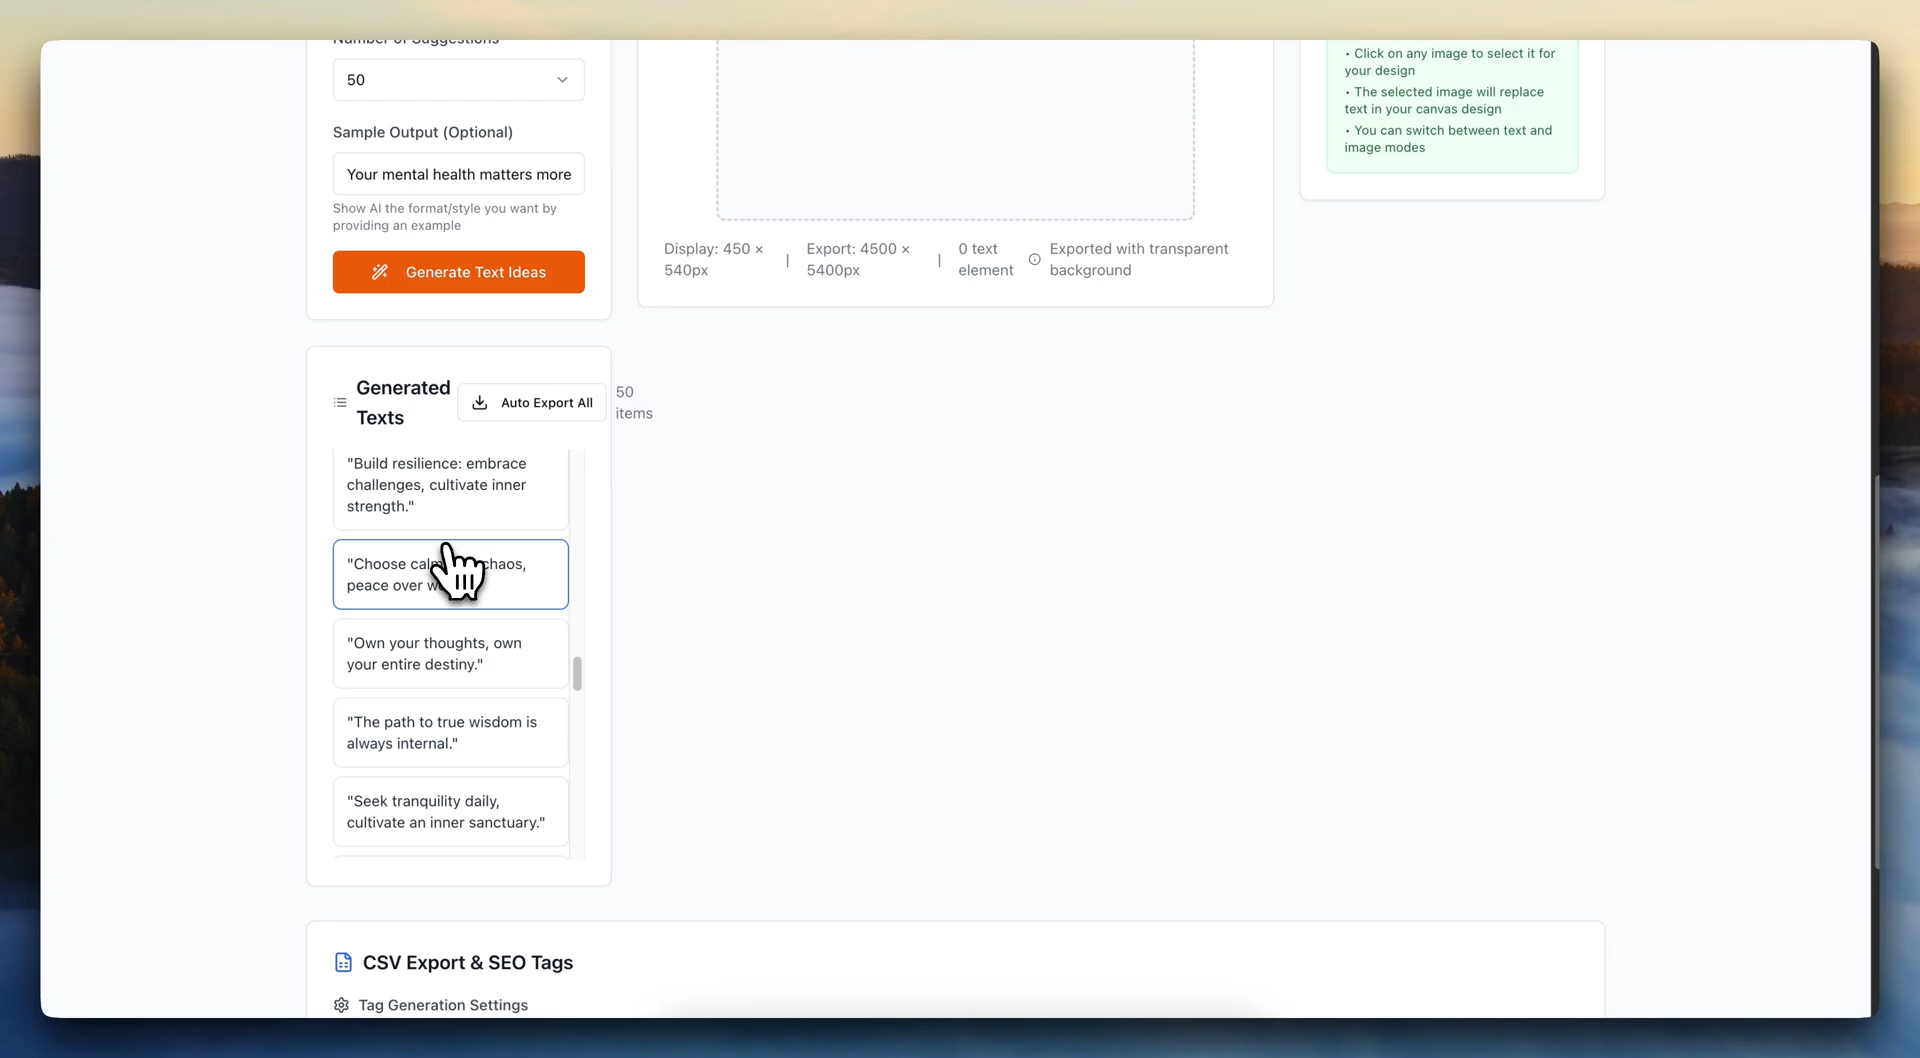 50
Sample Output (Optional)
Your mental health matters more
Show AI the format/style you want by
providing an example
Generate Text Ideas
Generated
Texts
Auto Export All
50
items
"Build resilience: embrace
challenges, cultivate inner
strength."
"Choose chaos,
peace over
"Own your thoughts, own
your entire destiny."
"The path to true wisdom is
always internal."
"Seek tranquility daily,
cultivate an inner sanctuary."
Display: 450 ×
540px
|
Export: 4500 ×
5400px
|
0 text
element
Exported with transparent
background
• Click on any image to select it for
your design
• The selected image will replace
text in your canvas design
• You can switch between text and
image modes
CSV Export & SEO Tags
Tag Generation Settings